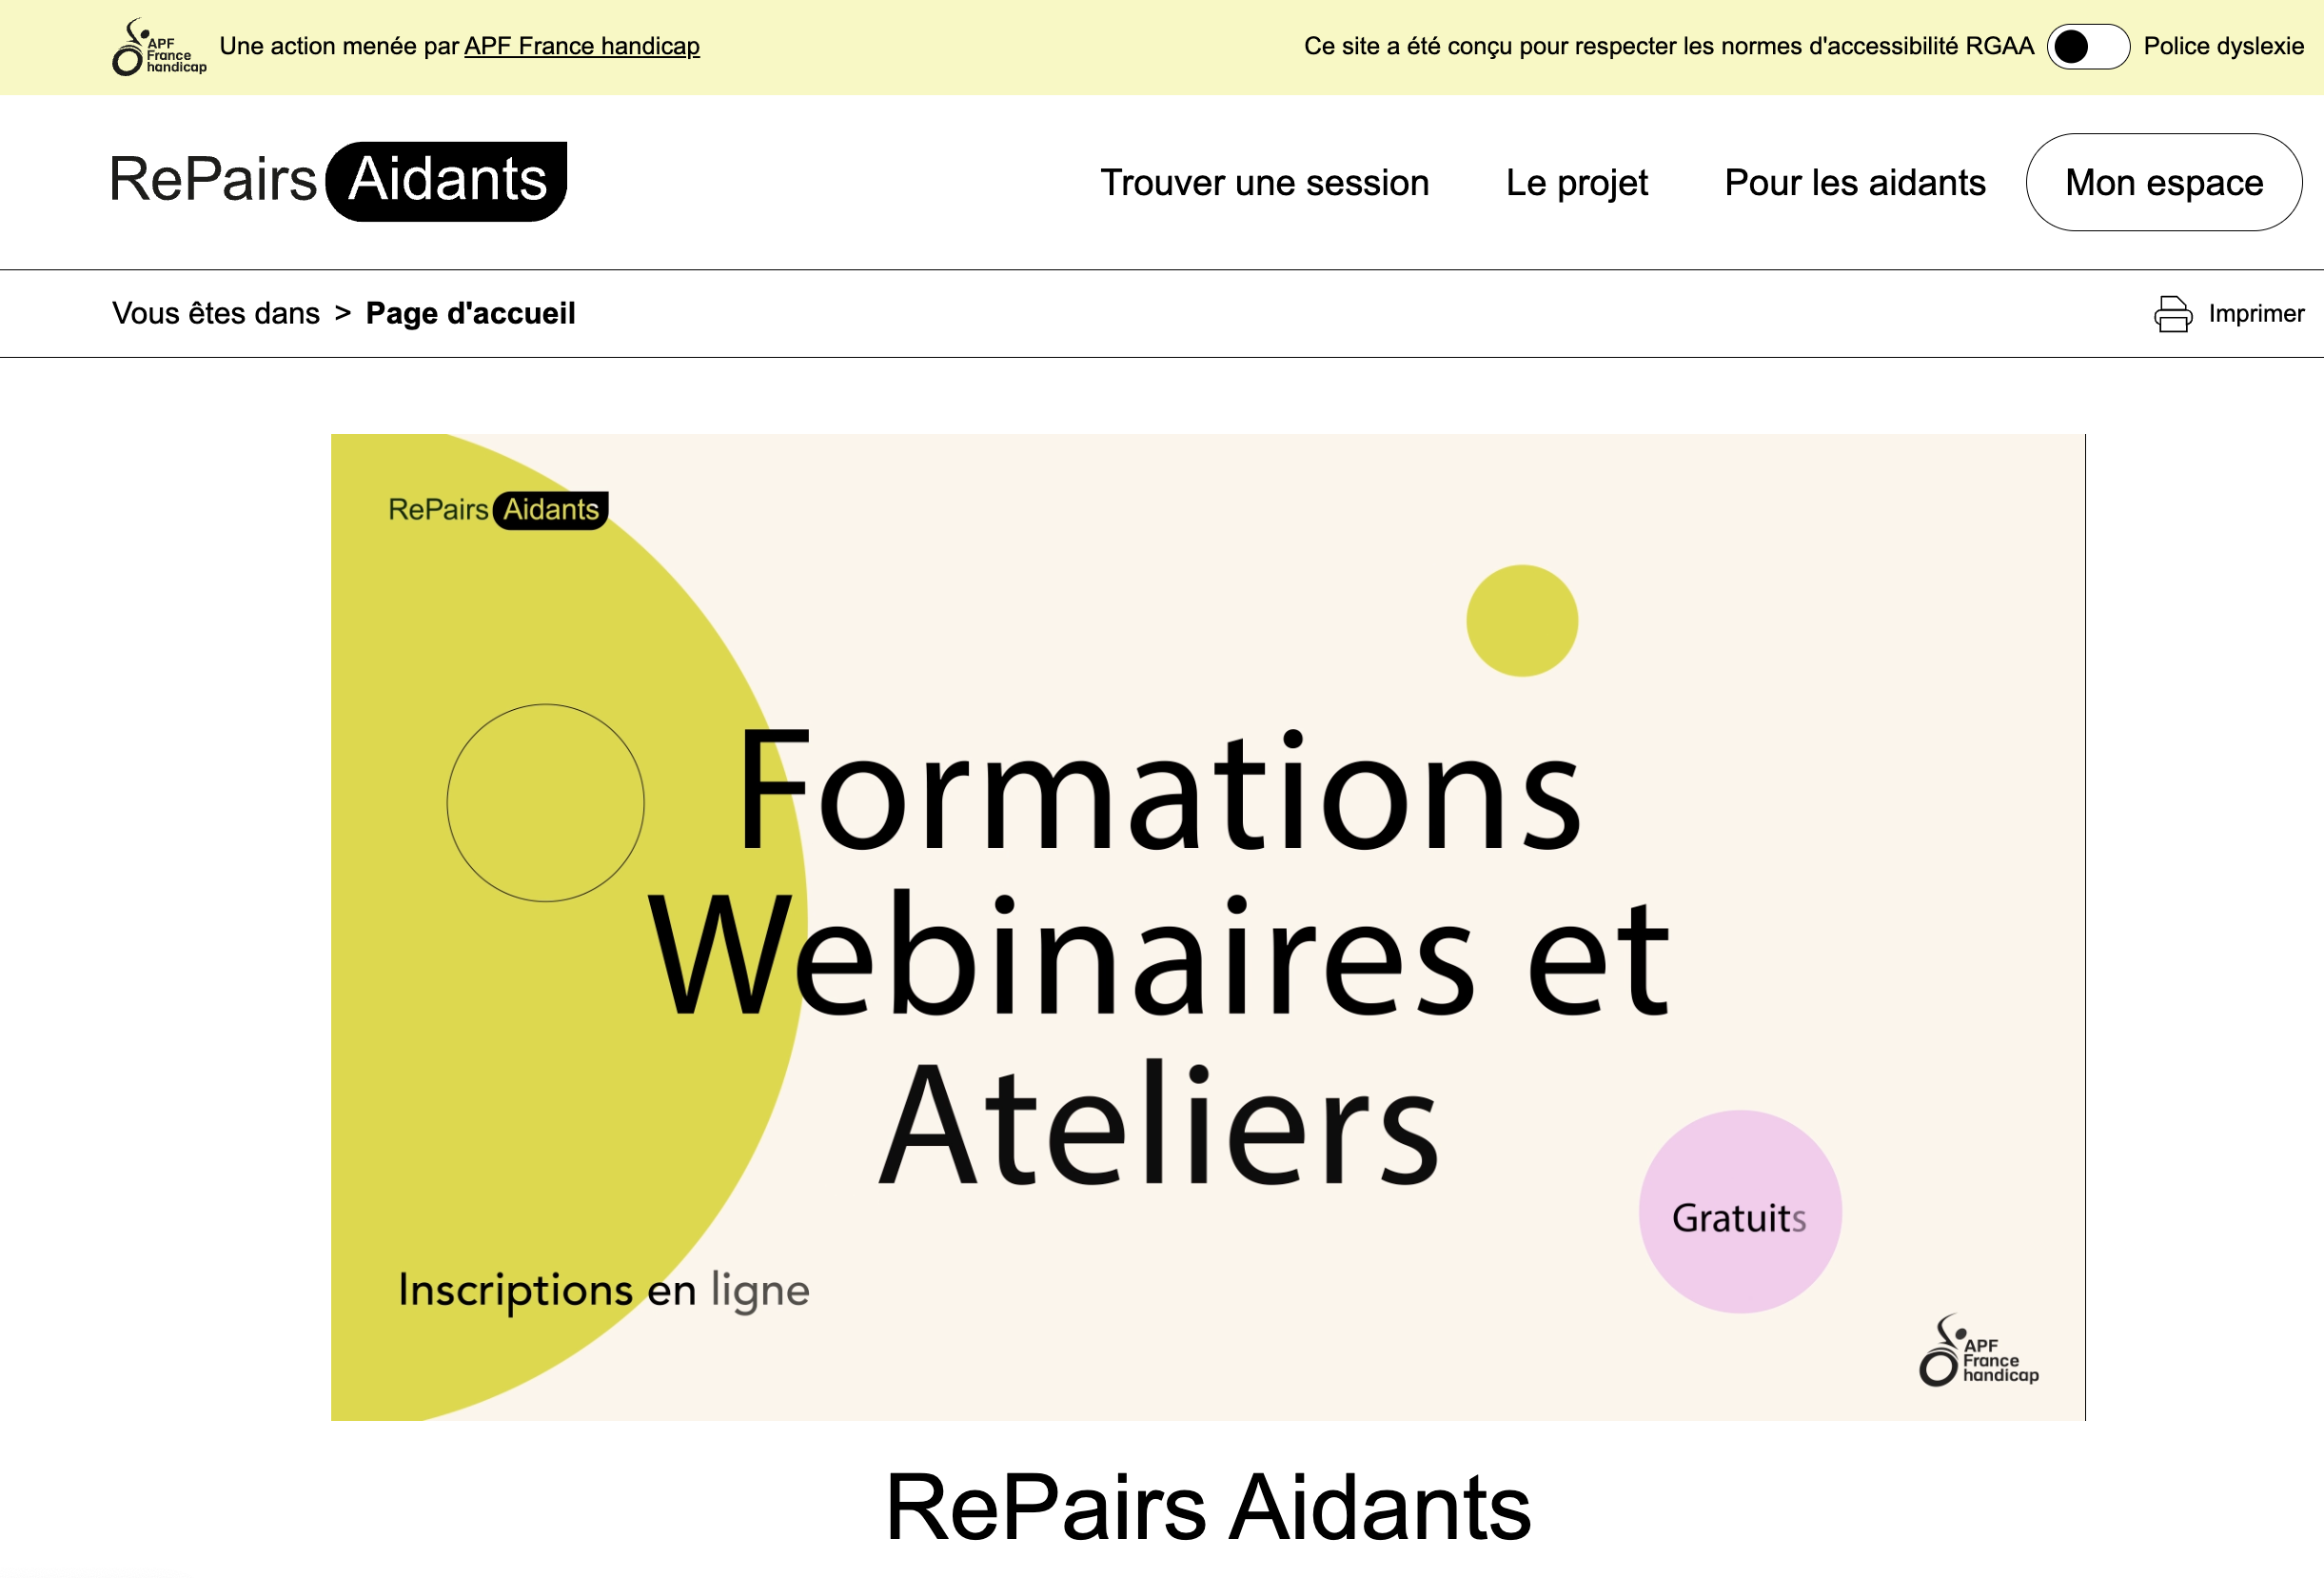 APF
France
handicap
Une action menée par APF France handicap
Ce site a été conçu pour respecter les normes d'accessibilité RGAA
Police dyslexie
RePairs Aidants
Trouver une session
Le projet
Pour les aidants
Mon espace
Vous êtes dans > Page d'accueil
Imprimer
RePairs Aidants
Formations
Webinaires et
Ateliers
Gratuits
Inscriptions en ligne
APF
France
handicap
RePairs Aidants